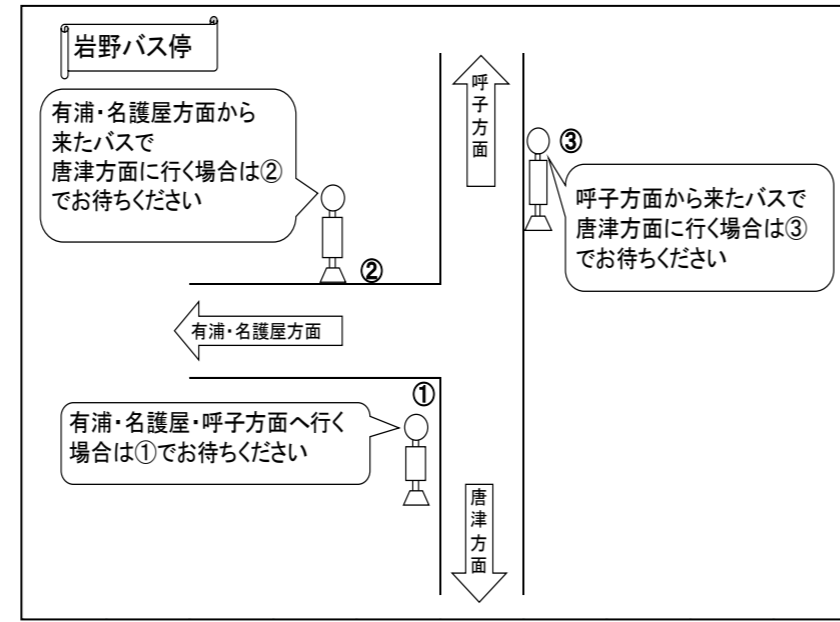 岩野バス停
有浦・名護屋方面から
来たバスで
唐津方面に行く場合は②
でお待ちください
②
呼子方面
③
呼子方面から来たバスで
唐津方面に行く場合は③
でお待ちください
有浦・名護屋方面
①
有浦・名護屋・呼子方面へ行く
場合は①でお待ちください
唐津方面